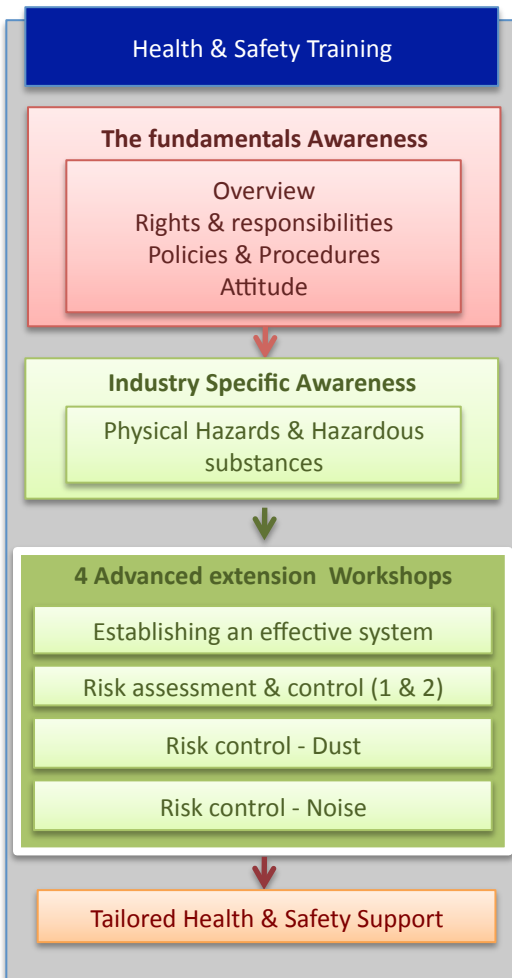 Health & Safety Training
The fundamentals Awareness
Overview
Rights & responsibilities
Policies & Procedures
Attitude
Industry Specific Awareness
Physical Hazards & Hazardous
substances
4 Advanced extension  Workshops
Establishing an effective system
Risk assessment & control (1 & 2)
Risk control - Dust
Risk control - Noise
Tailored Health & Safety Support